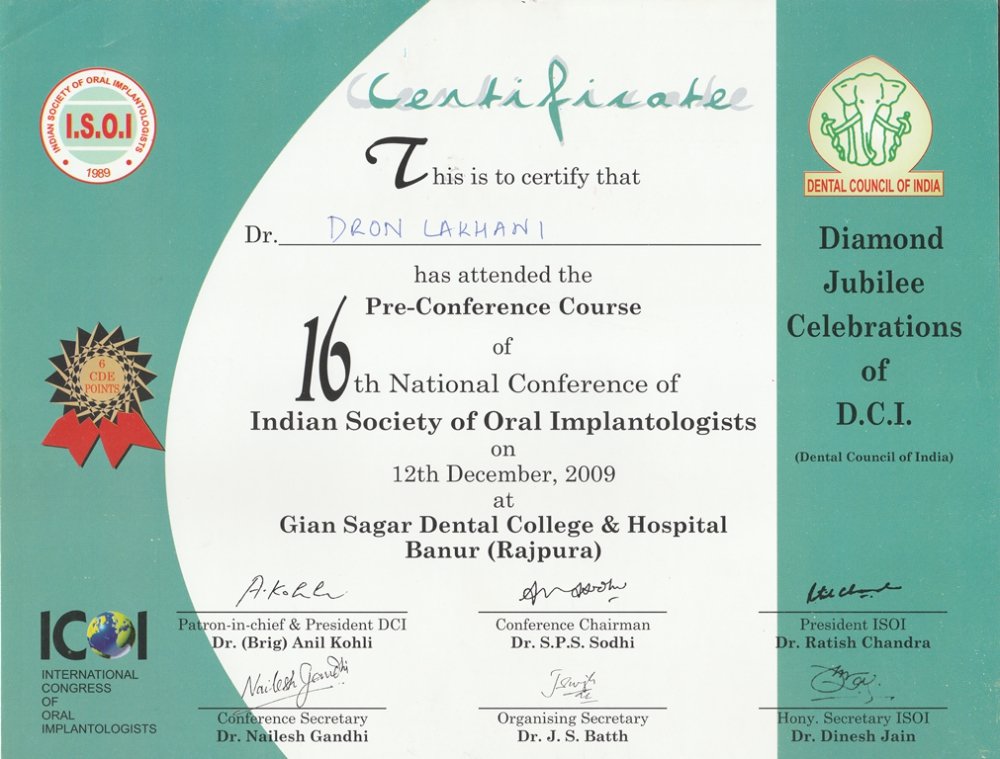 Certificate
INDIAN SOCIETY OF ORAL IMPLANTOLOGISTS
I.S.O.I
1989
DENTAL COUNCIL OF INDIA
This is to certify that
Dr. DRON LAKHANI
has attended the
Pre-Conference Course
of
16th National Conference of
Indian Society of Oral Implantologists
on
12th December, 2009
at
Gian Sagar Dental College & Hospital
Banur (Rajpura)
Diamond
Jubilee
Celebrations
of
D.C.I.
(Dental Council of India)
6
CDE
POINTS
ICOI
INTERNATIONAL
CONGRESS
OF
ORAL
IMPLANTOLOGISTS
A.Kohli
Patron-in-chief & President DCI
Dr. (Brig) Anil Kohli
Conference Chairman
Dr. S.P.S. Sodhi
President ISOI
Dr. Ratish Chandra
Nailesh Gandhi
Conference Secretary
Dr. Nailesh Gandhi
Organising Secretary
Dr. J. S. Batth
Hony. Secretary ISOI
Dr. Dinesh Jain